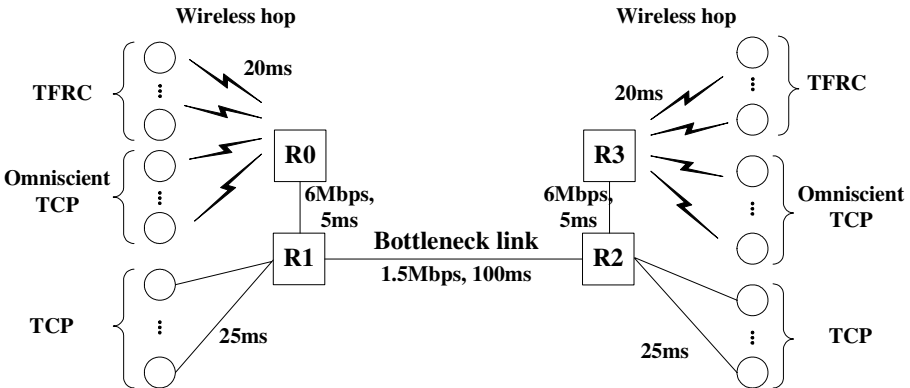 Wireless hop
Wireless hop
20ms
20ms
TFRC
TFRC
R0
R3
Omniscient
TCP
Omniscient
TCP
6Mbps,
5ms
6Mbps,
5ms
Bottleneck link
R1
R2
1.5Mbps, 100ms
TCP
TCP
25ms
25ms